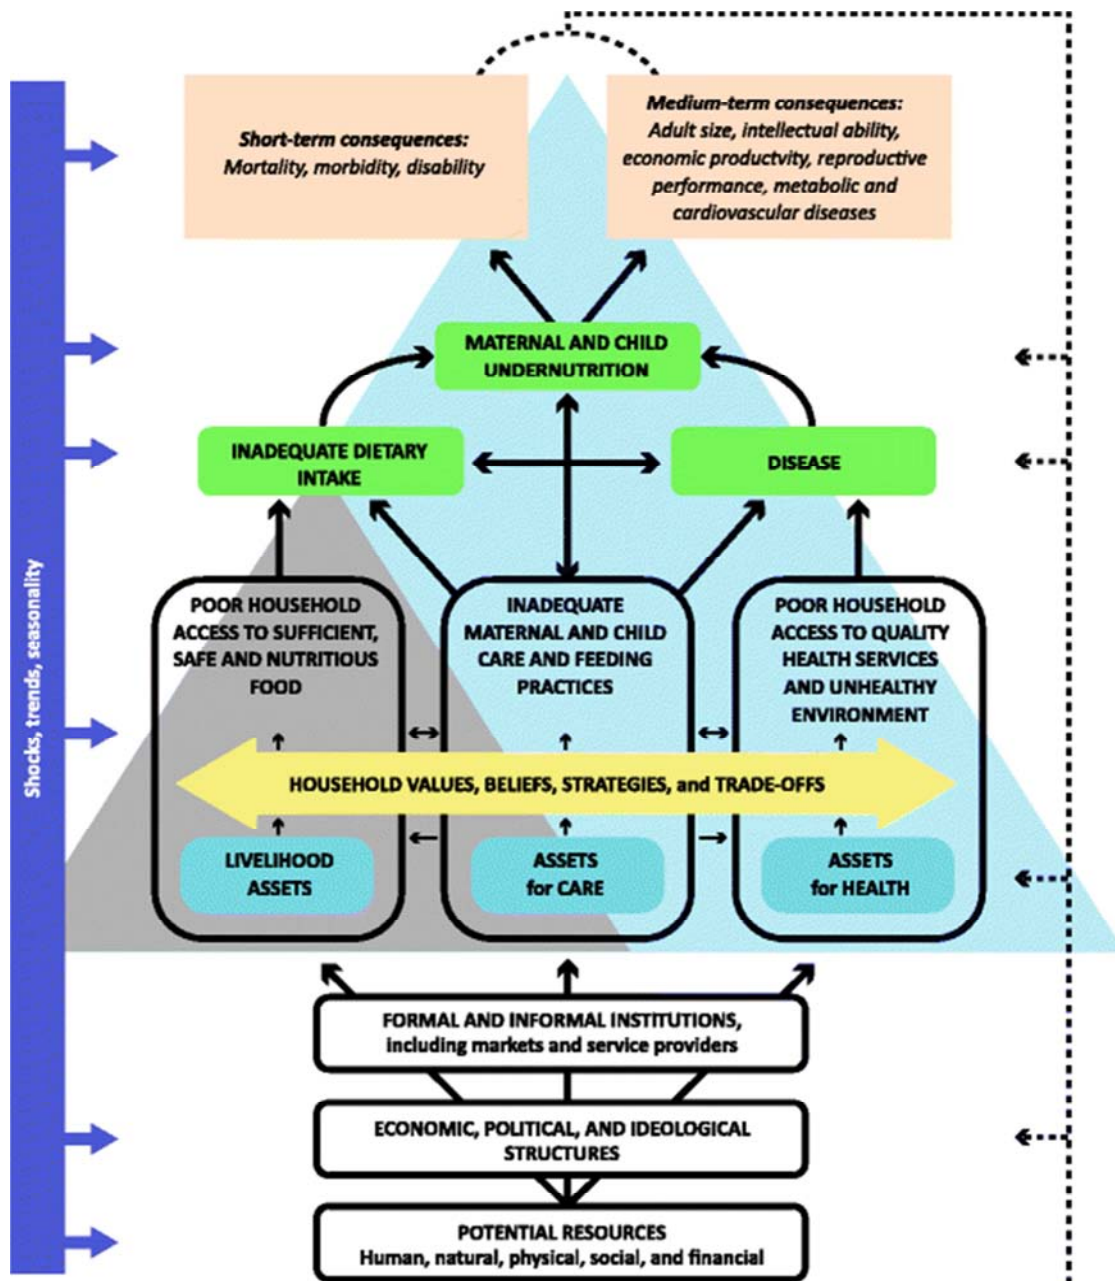 Short-term consequences:
Mortality, morbidity, disability
Medium-term consequences:
Adult size, intellectual ability,
economic productvity, reproductive
performance, metabolic and
cardiovascular diseases
MATERNAL AND CHILD
UNDERNUTRITION
INADEQUATE DIETARY
INTAKE
DISEASE
Shocks, trends, seasonality
POOR HOUSEHOLD
ACCESS TO SUFFICIENT,
SAFE AND NUTRITIOUS
FOOD
INADEQUATE
MATERNAL AND CHILD
CARE AND FEEDING
PRACTICES
POOR HOUSEHOLD
ACCESS TO QUALITY
HEALTH SERVICES
AND UNHEALTHY
ENVIRONMENT
HOUSEHOLD VALUES, BELIEFS, STRATEGIES, and TRADE-OFFS
LIVELIHOOD
ASSETS
ASSETS
for CARE
ASSETS
for HEALTH
FORMAL AND INFORMAL INSTITUTIONS,
including markets and service providers
ECONOMIC, POLITICAL, AND IDEOLOGICAL
STRUCTURES
POTENTIAL RESOURCES
Human, natural, physical, social, and financial